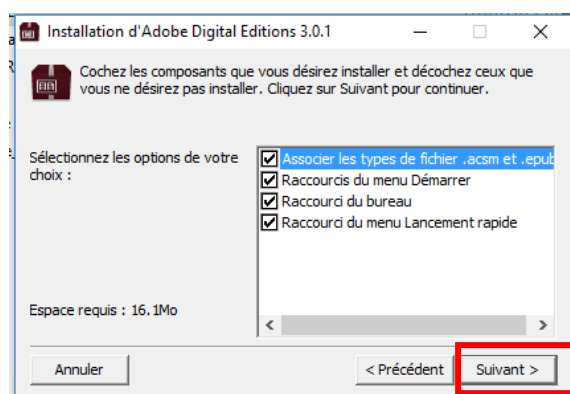 Installation d'Adobe Digital Editions 3.0.1
Cochez les composants que vous désirez installer et décochez ceux que
vous ne désirez pas installer. Cliquez sur Suivant pour continuer.
Sélectionnez les options de votre
choix :
Associer les types de fichier .acsm et .epub
Raccourcis du menu Démarrer
Raccourci du bureau
Raccourci du menu Lancement rapide
Espace requis : 16.1Mo
Annuler
< Précédent
Suivant >